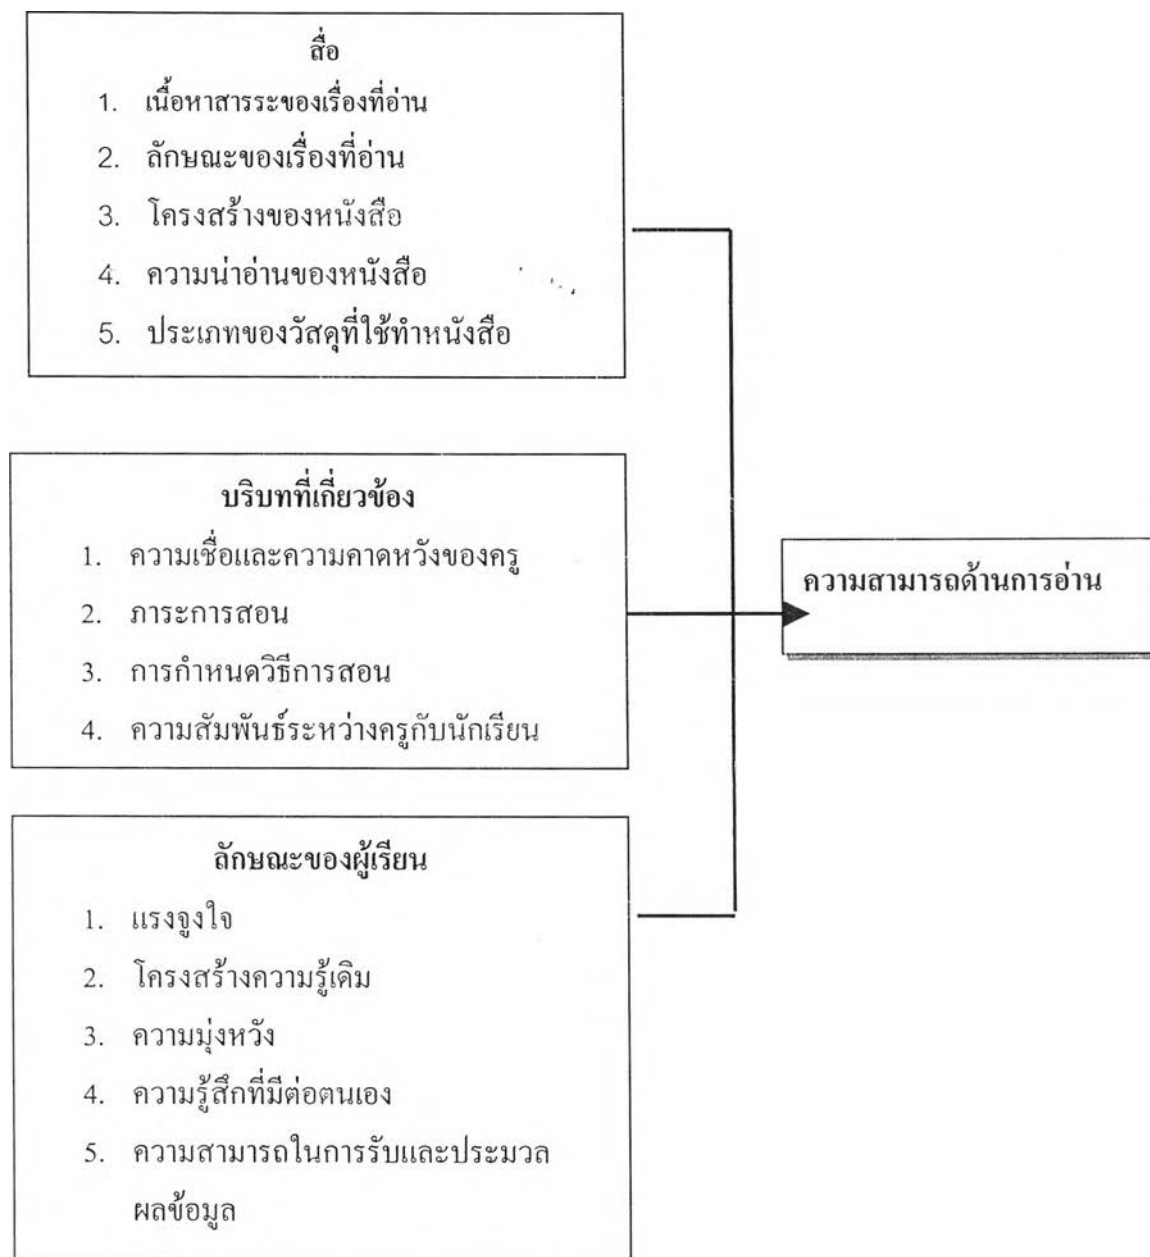 สื่อ
1. เนื้อหาสารระของเรื่องที่อ่าน
2. ลักษณะของเรื่องที่อ่าน
3. โครงสร้างของหนังสือ
4. ความน่าอ่านของหนังสือ
5. ประเภทของวัสดุที่ใช้ทำหนังสือ
บริบทที่เกี่ยวข้อง
1. ความเชื่อและความคาดหวังของครู
2. ภาระการสอน
3. การกำหนดวิธีการสอน
4. ความสัมพันธ์ระหว่างครูกับนักเรียน
ความสามารถด้านการอ่าน
ลักษณะของผู้เรียน
1. แรงจูงใจ
2. โครงสร้างความรู้เดิม
3. ความมุ่งหวัง
4. ความรู้สึกที่มีต่อตนเอง
5. ความสามารถในการรับและประมวล
ผลข้อมูล